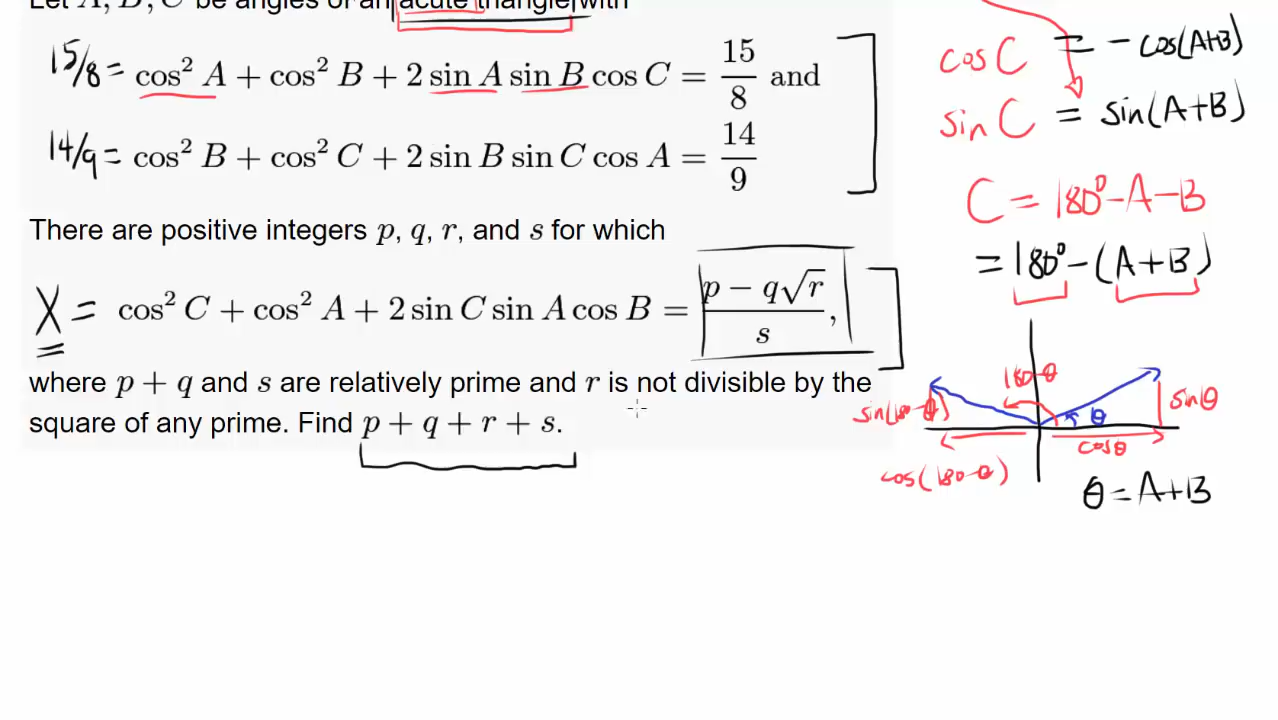 Let A, B, C be angles of an acute triangle with
15/8 = cos² A + cos² B + 2 sin A sin B cos C = 15/8 and
14/9 = cos² B + cos² C + 2 sin B sin C cos A = 14/9
There are positive integers p, q, r, and s for which
X = cos² C + cos² A + 2 sin C sin A cos B = (p − q√r)/s,
where p + q and s are relatively prime and r is not divisible by the
square of any prime. Find p + q + r + s.
cos C = − cos(A+B)
sin C = sin(A+B)
C = 180° − A − B
= 180° − (A + B)
180-θ
sin(180-θ)
θ
sinθ
cosθ
cos(180-θ)
θ = A+B